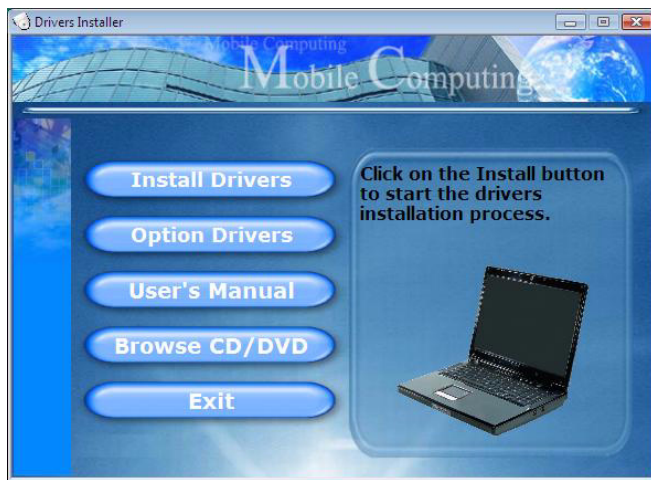 Drivers Installer
Mobile Computing
Mobile Computing
Install Drivers
Option Drivers
User's Manual
Browse CD/DVD
Exit
Click on the Install button
to start the drivers
installation process.